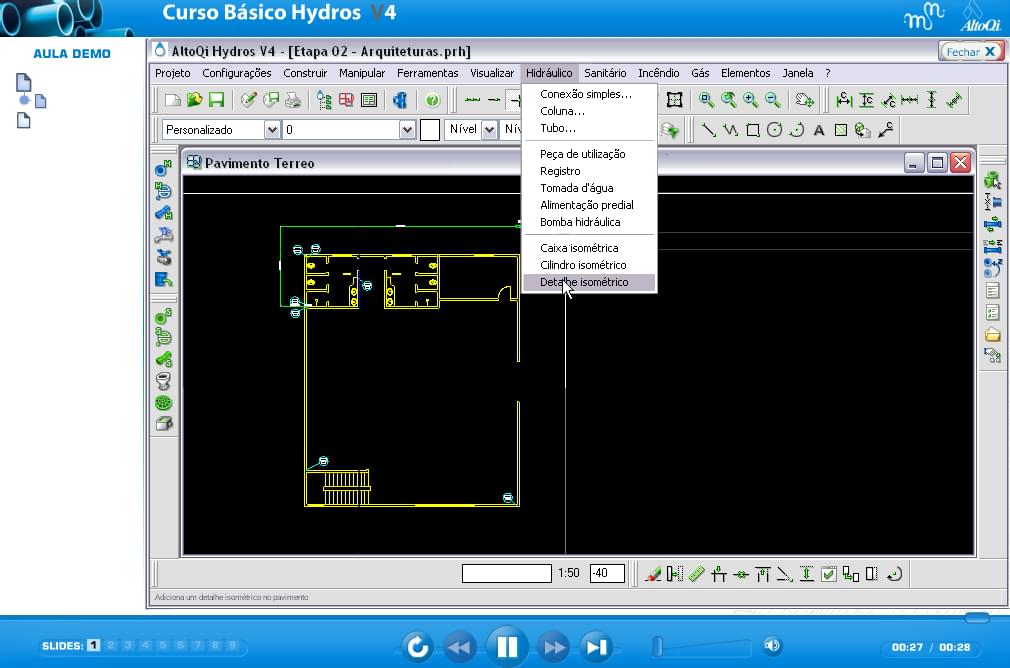 Curso Básico Hydros V4
AltoQi
AULA DEMO
AltoQi Hydros V4 - [Etapa 02 - Arquiteturas.prh]
Fechar X
Projeto Configurações Construir Manipular Ferramentas Visualizar Hidráulico Sanitário Incêndio Gás Elementos Janela ?
Personalizado 0 Nível
Conexão simples...
Coluna...
Tubo...
Peça de utilização
Registro
Tomada d'água
Alimentação predial
Bomba hidráulica
Caixa isométrica
Cilindro isométrico
Detalhe isométrico
Pavimento Terreo
1:50 -40
Adiciona um detalhe isométrico no pavimento
SLIDES: 1 2 3 4 5 6 7 8 9
00:27 / 00:28